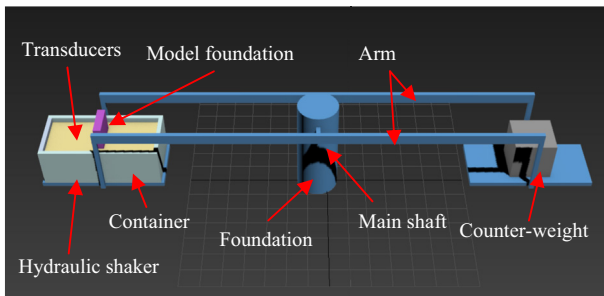 Transducers
Model foundation
Arm
Container
Foundation
Main shaft
Counter-weight
Hydraulic shaker